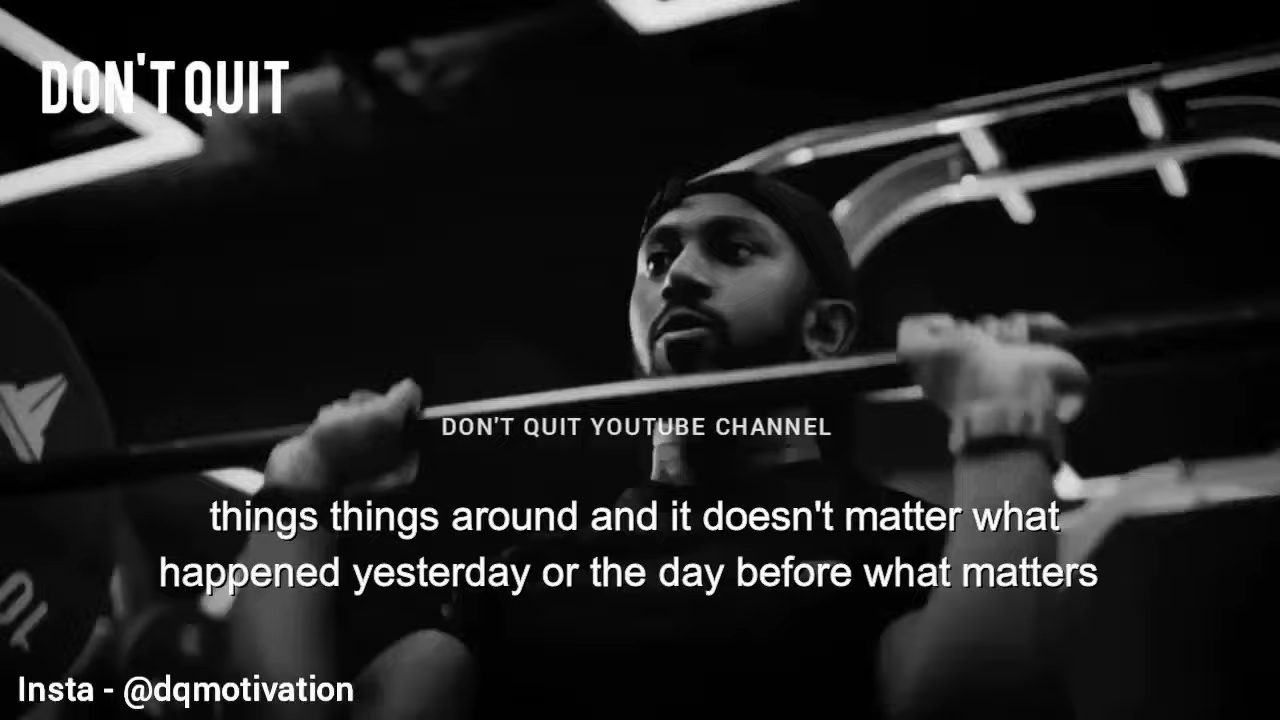 DON'T QUIT
DON'T QUIT YOUTUBE CHANNEL
things things around and it doesn't matter what
happened yesterday or the day before what matters
Insta - @dqmotivation